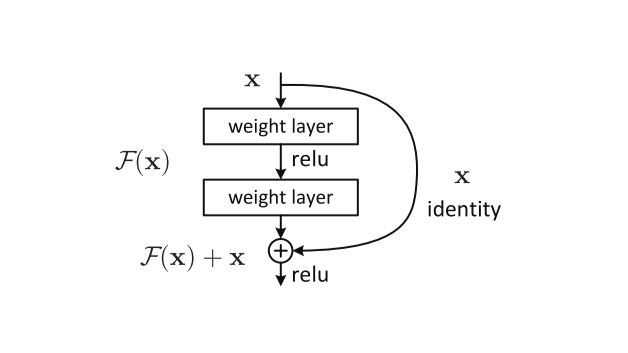 x
weight layer
relu
F(x)
weight layer
x
identity
F(x) + x
relu